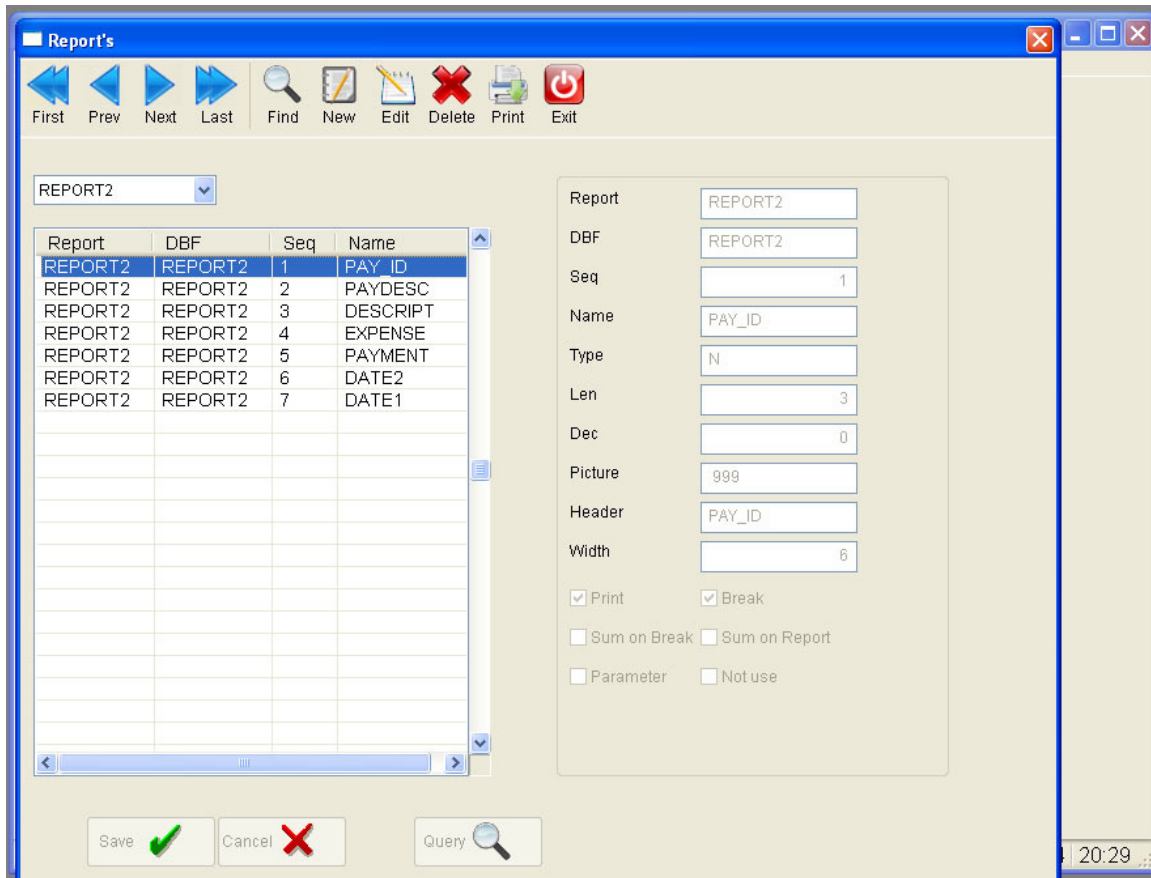 Report's
First Prev Next Last Find New Edit Delete Print Exit
REPORT2
Report DBF Seq Name
REPORT2 REPORT2 1 PAY_ID
REPORT2 REPORT2 2 PAYDESC
REPORT2 REPORT2 3 DESCRIPT
REPORT2 REPORT2 4 EXPENSE
REPORT2 REPORT2 5 PAYMENT
REPORT2 REPORT2 6 DATE2
REPORT2 REPORT2 7 DATE1
Report REPORT2
DBF REPORT2
Seq 1
Name PAY_ID
Type N
Len 3
Dec 0
Picture 999
Header PAY_ID
Width 6
Print Break
Sum on Break Sum on Report
Parameter Not use
Save Cancel Query
20:29